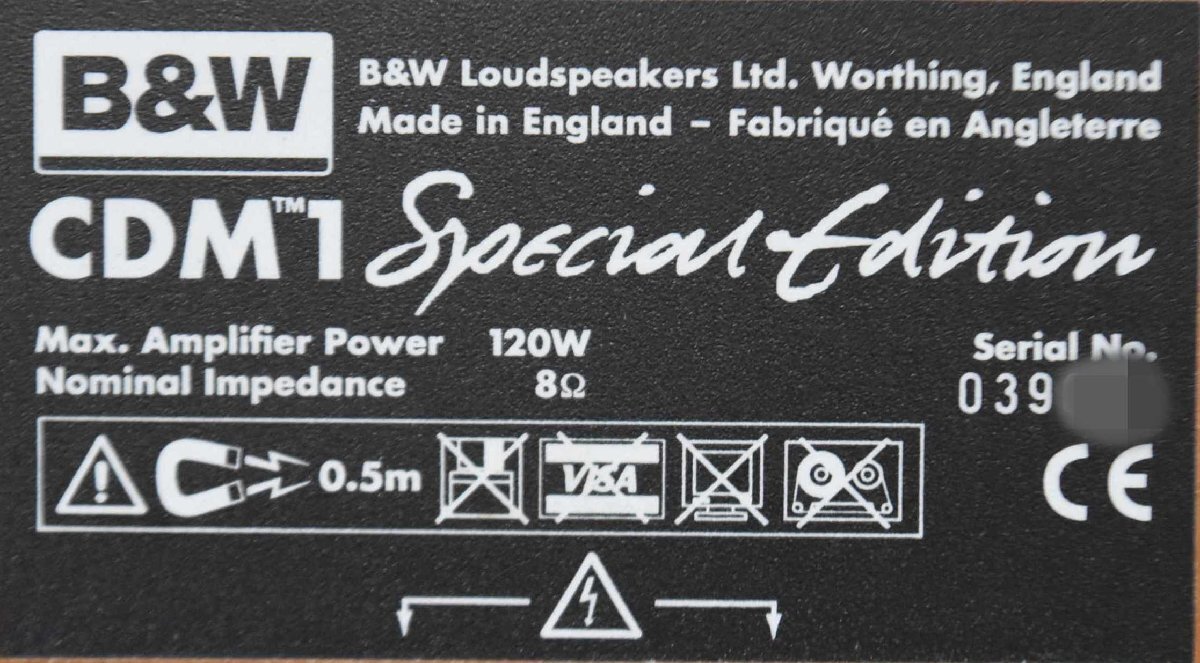 B&W
B&W Loudspeakers Ltd. Worthing, England
Made in England – Fabriqué en Angleterre
CDM™1 Special Edition
Max. Amplifier Power 120W
Nominal Impedance 8Ω
Serial No.
039
0.5m
VISA
CE